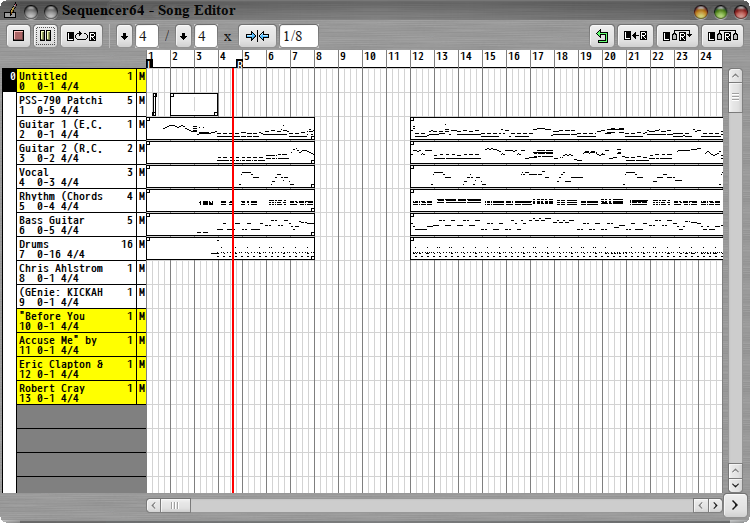 Sequencer64 - Song Editor
4 / 4 x 1/8
1 2 3 4 5 6 7 8 9 10 11 12 13 14 15 16 17 18 19 20 21 22 23 24
L R
0 Untitled 1 M
0 0-1 4/4
PSS-790 Patchi 5 M
1 0-5 4/4
Guitar 1 (E.C. 1 M
2 0-1 4/4
Guitar 2 (R.C. 2 M
3 0-2 4/4
Vocal 3 M
4 0-3 4/4
Rhythm (Chords 4 M
5 0-4 4/4
Bass Guitar 5 M
6 0-5 4/4
Drums 16 M
7 0-16 4/4
Chris Ahlstrom 1 M
8 0-1 4/4
(GEnie: KICKAH 1 M
9 0-1 4/4
"Before You 1 M
10 0-1 4/4
Accuse Me" by 1 M
11 0-1 4/4
Eric Clapton & 1 M
12 0-1 4/4
Robert Cray 1 M
13 0-1 4/4